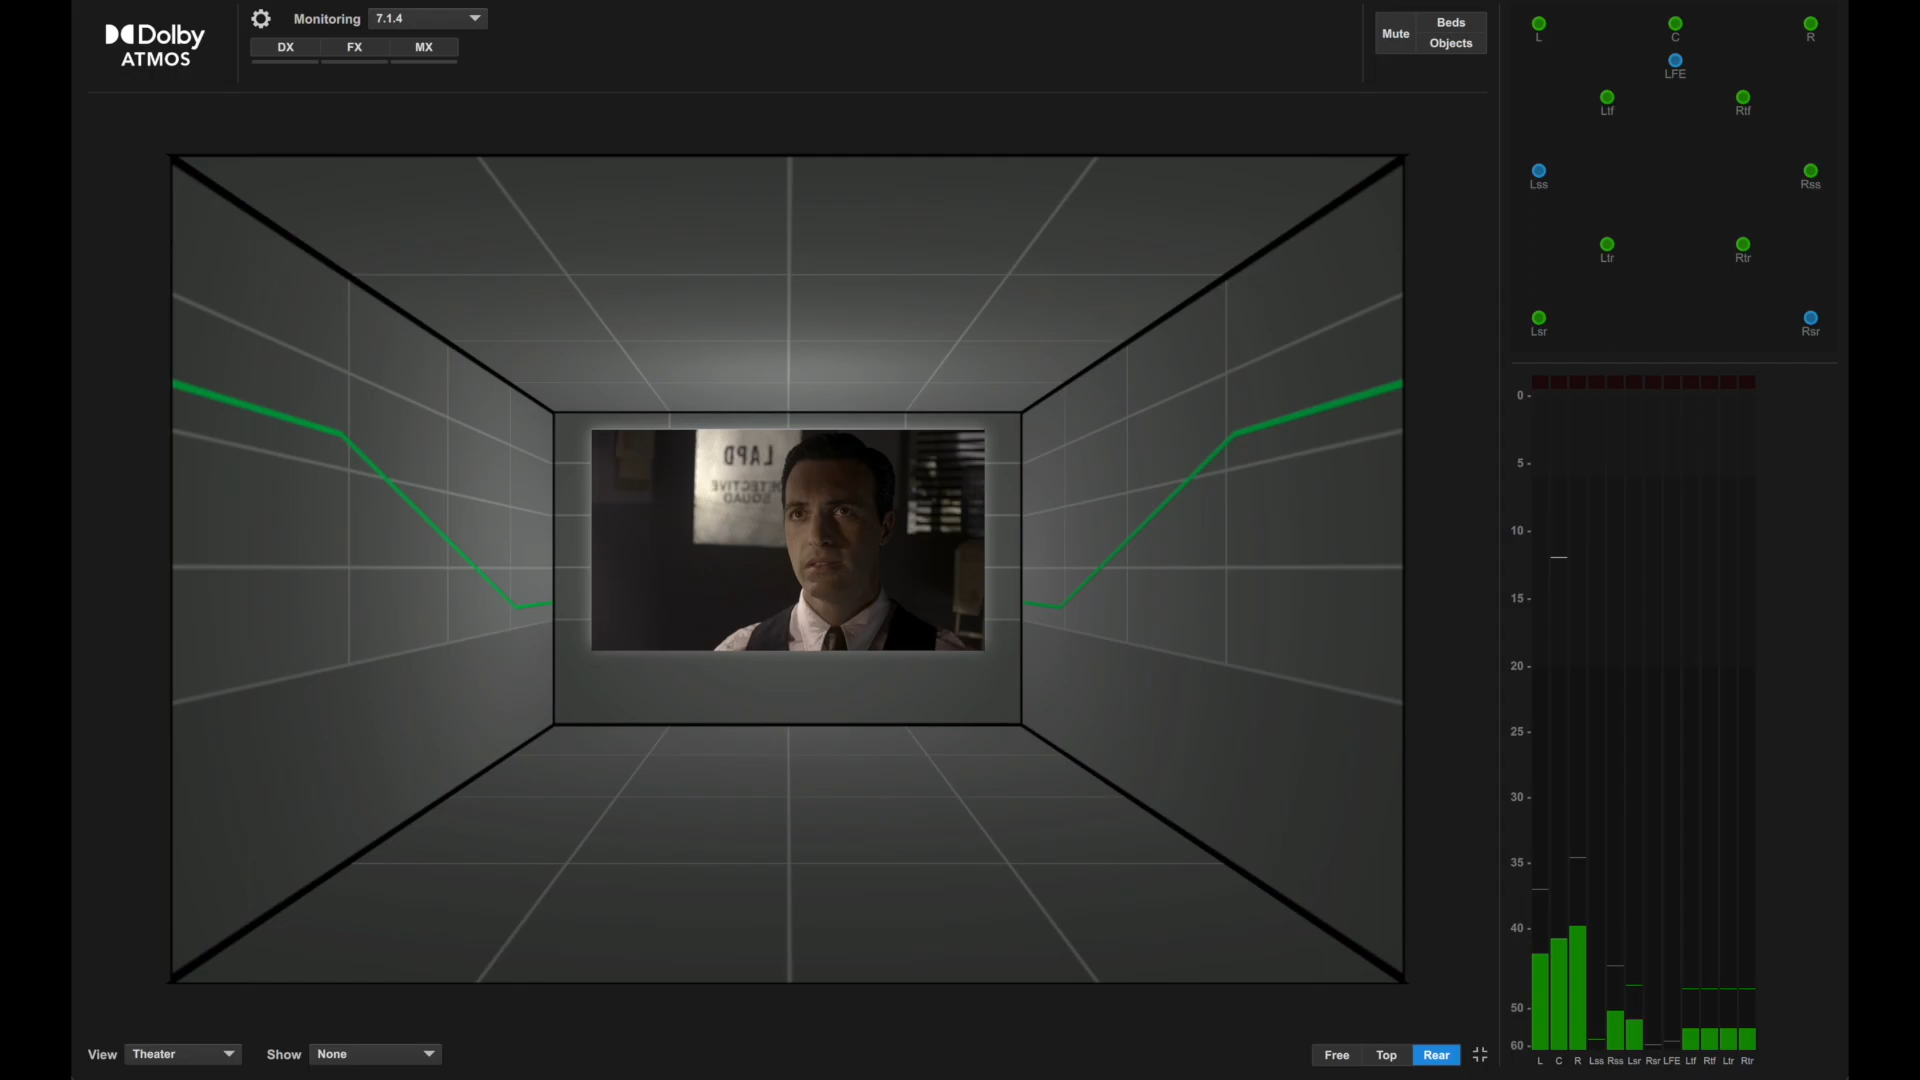 Dolby
ATMOS
Monitoring 7.1.4
DX FX MX
Mute
Beds
Objects
L C R
LFE
Ltf Rtf
Lss Rss
Ltr Rtr
Lsr Rsr
LAPD
DETECTIVE
SQUAD
0 -
5 -
10 -
15 -
20 -
25 -
30 -
35 -
40 -
50 -
60 -
L C R Lss Rss Lsr Rsr LFE Ltf Rtf Ltr Rtr
View Theater Show None
Free Top Rear